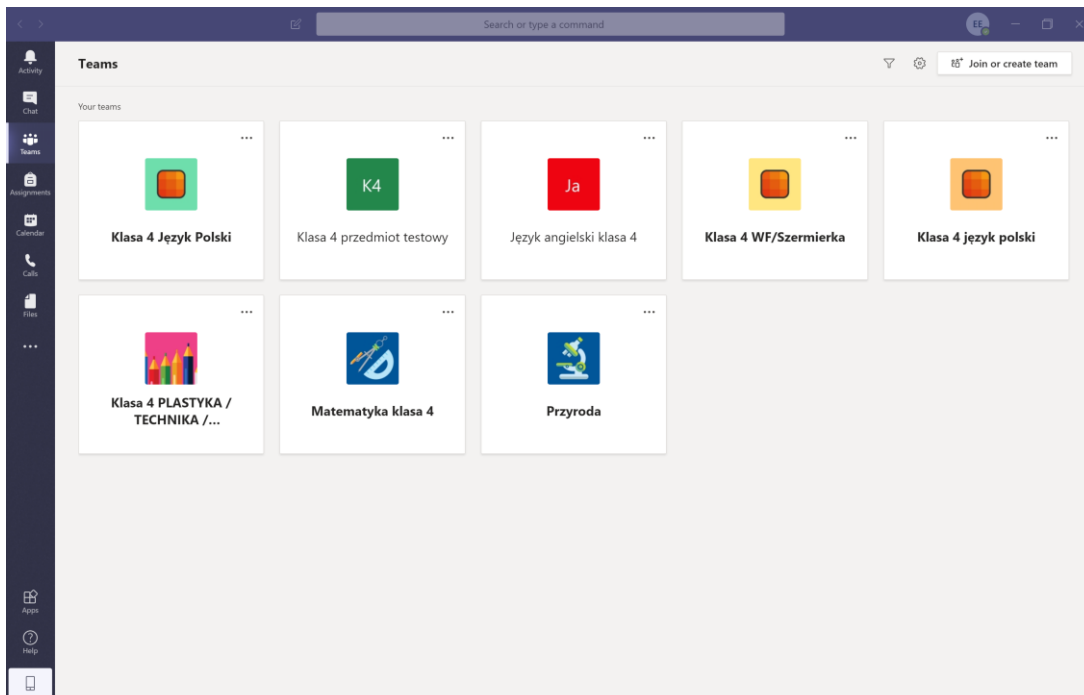 Search or type a command
EE
Activity
Chat
Teams
Assignments
Calendar
Calls
Files
Apps
Help
Teams
Join or create team
Your teams
Klasa 4 Język Polski
K4
Klasa 4 przedmiot testowy
Ja
Język angielski klasa 4
Klasa 4 WF/Szermierka
Klasa 4 język polski
Klasa 4 PLASTYKA /
TECHNIKA /...
Matematyka klasa 4
Przyroda